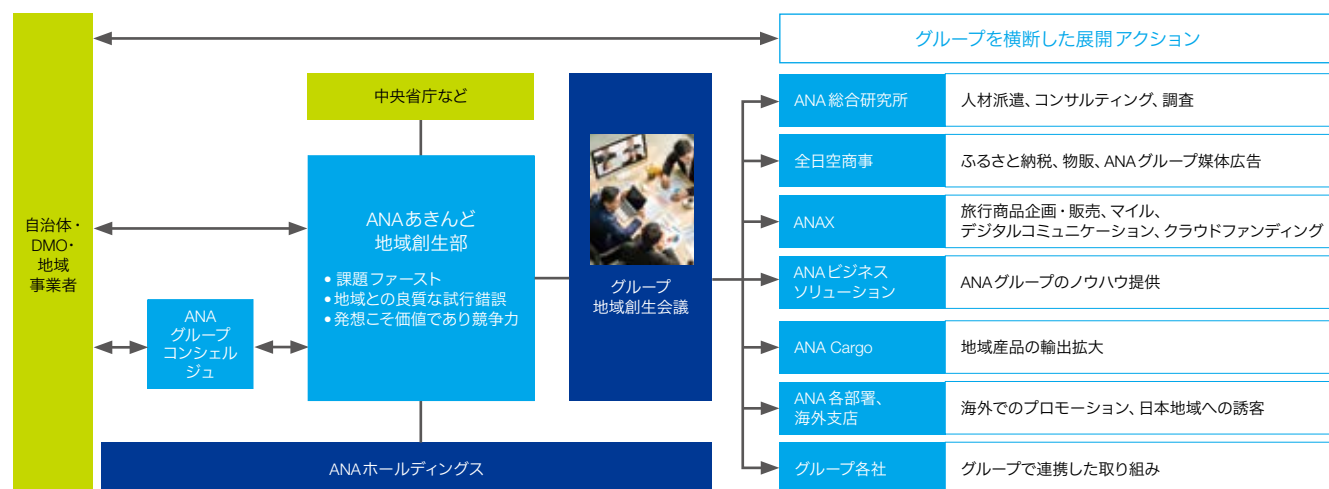 グループを横断した展開アクション
自治体・
DMO・
地域
事業者
中央省庁など
ANAあきんど
地域創生部
• 課題ファースト
• 地域との良質な試行錯誤
• 発想こそ価値であり競争力
ANA
グループ
コンシェル
ジュ
ANAホールディングス
グループ
地域創生会議
ANA総合研究所
人材派遣、コンサルティング、調査
全日空商事
ふるさと納税、物販、ANAグループ媒体広告
ANAX
旅行商品企画・販売、マイル、
デジタルコミュニケーション、クラウドファンディング
ANAビジネス
ソリューション
ANAグループのノウハウ提供
ANA Cargo
地域産品の輸出拡大
ANA各部署、
海外支店
海外でのプロモーション、日本地域への誘客
グループ各社
グループで連携した取り組み